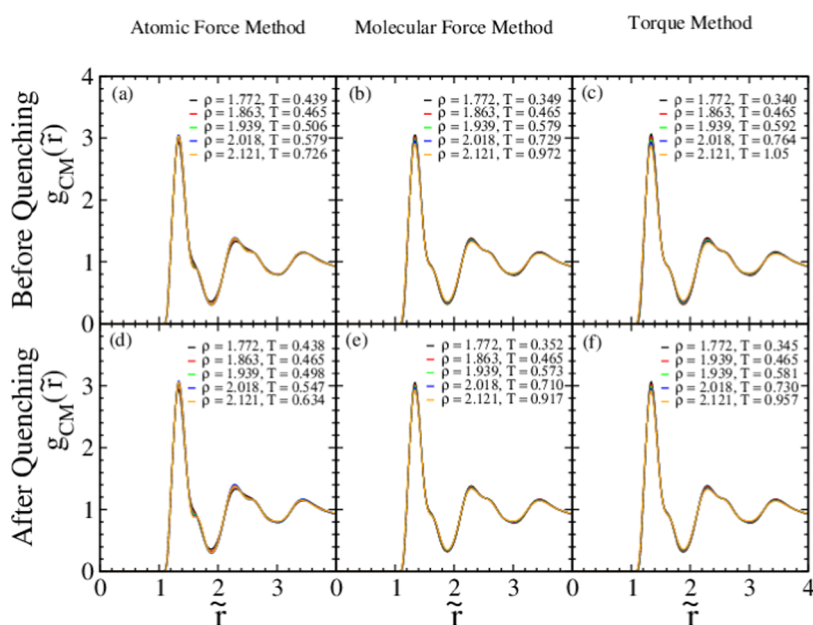 Atomic Force Method
Molecular Force Method
Torque Method
Before Quenching
g_CM(r̃)
4
3
2
1
0
(a)
ρ = 1.772, T = 0.439
ρ = 1.863, T = 0.465
ρ = 1.939, T = 0.506
ρ = 2.018, T = 0.579
ρ = 2.121, T = 0.726
(b)
ρ = 1.772, T = 0.349
ρ = 1.863, T = 0.465
ρ = 1.939, T = 0.579
ρ = 2.018, T = 0.729
ρ = 2.121, T = 0.972
(c)
ρ = 1.772, T = 0.340
ρ = 1.863, T = 0.465
ρ = 1.939, T = 0.592
ρ = 2.018, T = 0.764
ρ = 2.121, T = 1.05
After Quenching
g_CM(r̃)
3
2
1
0
(d)
ρ = 1.772, T = 0.438
ρ = 1.863, T = 0.465
ρ = 1.939, T = 0.498
ρ = 2.018, T = 0.547
ρ = 2.121, T = 0.634
(e)
ρ = 1.772, T = 0.352
ρ = 1.863, T = 0.465
ρ = 1.939, T = 0.573
ρ = 2.018, T = 0.710
ρ = 2.121, T = 0.917
(f)
ρ = 1.772, T = 0.345
ρ = 1.939, T = 0.465
ρ = 1.939, T = 0.581
ρ = 2.018, T = 0.730
ρ = 2.121, T = 0.957
0 1 2 3 0 1 2 3 0 1 2 3 4
r̃ r̃ r̃